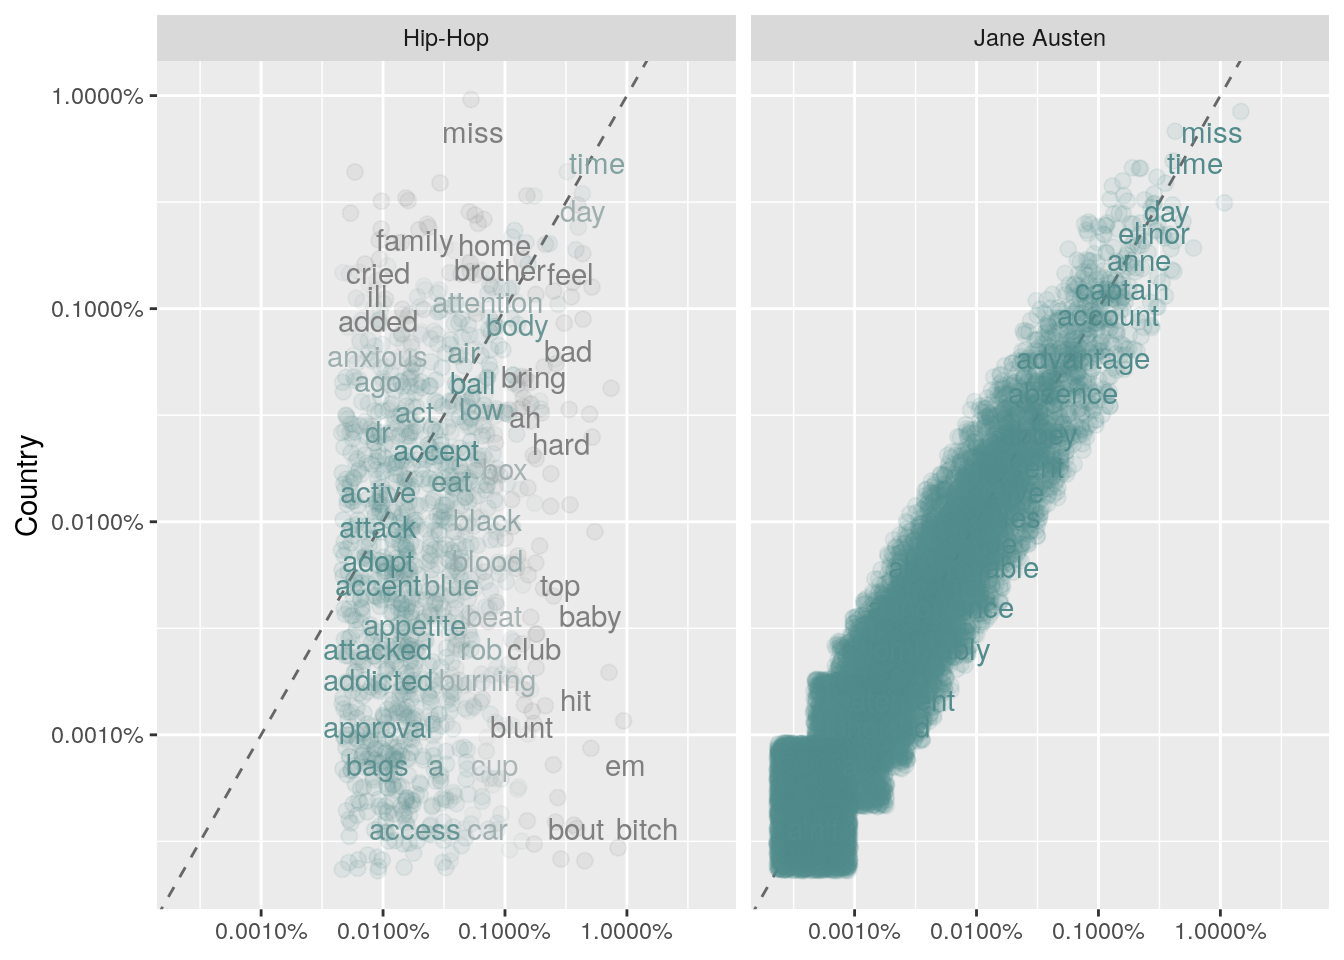 Hip-Hop
Jane Austen
Country
1.0000%
0.1000%
0.0100%
0.0010%
miss
time
day
family home
cried brother feel
ill attention
added body
anxious air bad
ago ball bring
act low ah
dr hard
accept box
active eat
attack black
adopt blood
accent blue top
appetite beat baby
attacked rob club
addicted burning hit
approval blunt
bags a cup em
access car bout bitch
miss
time
day
elinor
anne
captain
account
advantage
absence
0.0010% 0.0100% 0.1000% 1.0000%
0.0010% 0.0100% 0.1000% 1.0000%